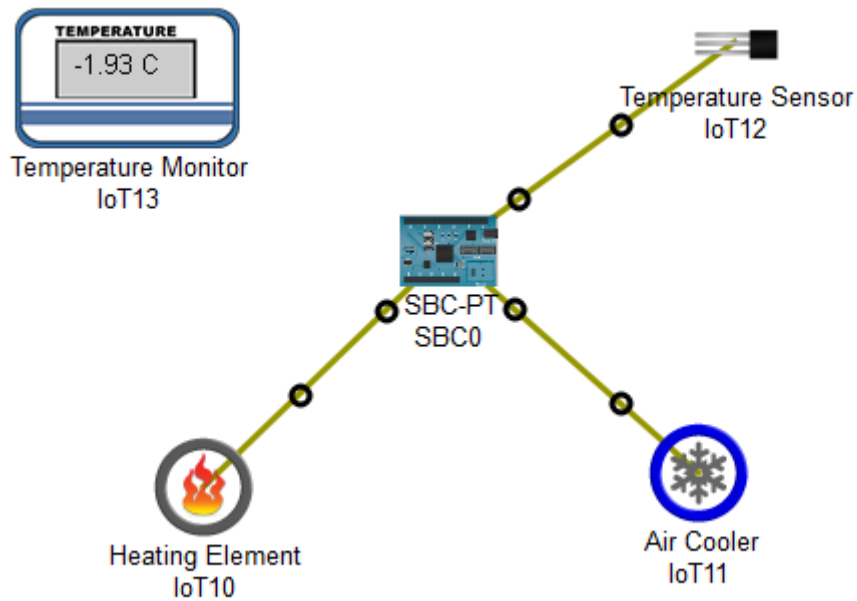 TEMPERATURE
-1.93 C
Temperature Monitor
IoT13
Temperature Sensor
IoT12
SBC-PT
SBC0
Heating Element
IoT10
Air Cooler
IoT11